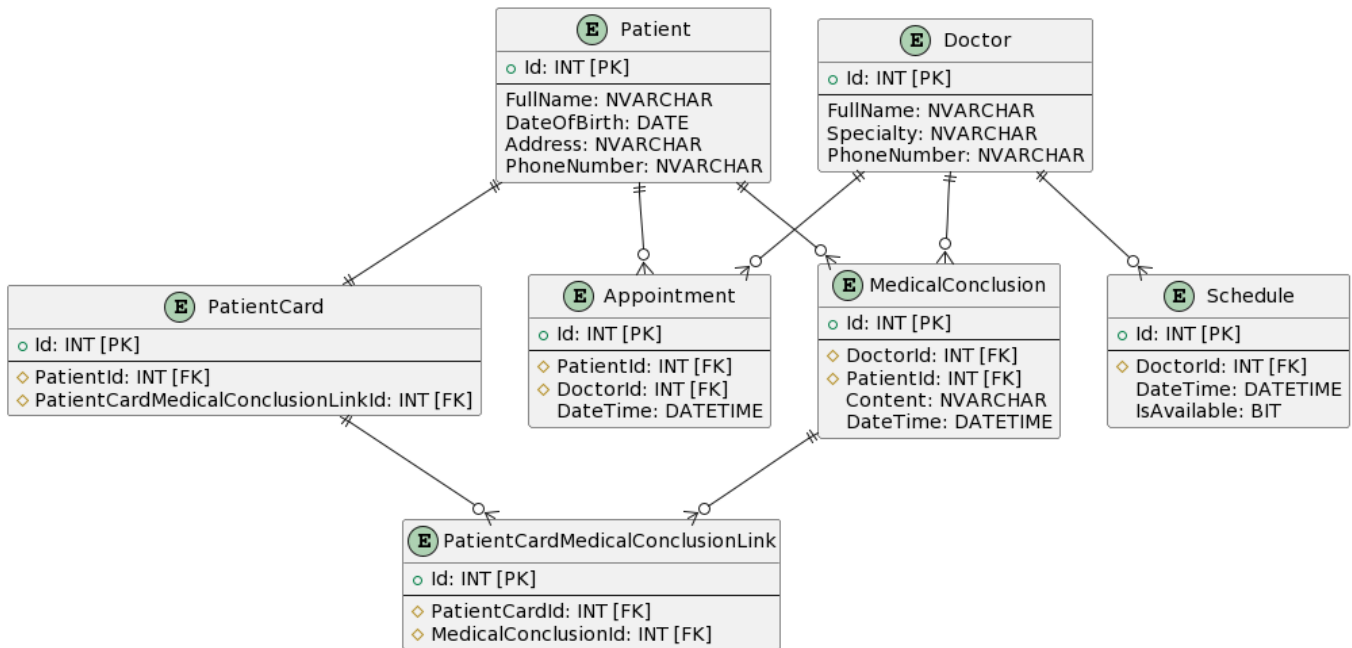 E Patient
Id: INT [PK]
FullName: NVARCHAR
DateOfBirth: DATE
Address: NVARCHAR
PhoneNumber: NVARCHAR
E Doctor
Id: INT [PK]
FullName: NVARCHAR
Specialty: NVARCHAR
PhoneNumber: NVARCHAR
E PatientCard
Id: INT [PK]
PatientId: INT [FK]
PatientCardMedicalConclusionLinkId: INT [FK]
E Appointment
Id: INT [PK]
PatientId: INT [FK]
DoctorId: INT [FK]
DateTime: DATETIME
E MedicalConclusion
Id: INT [PK]
DoctorId: INT [FK]
PatientId: INT [FK]
Content: NVARCHAR
DateTime: DATETIME
E Schedule
Id: INT [PK]
DoctorId: INT [FK]
DateTime: DATETIME
IsAvailable: BIT
E PatientCardMedicalConclusionLink
Id: INT [PK]
PatientCardId: INT [FK]
MedicalConclusionId: INT [FK]